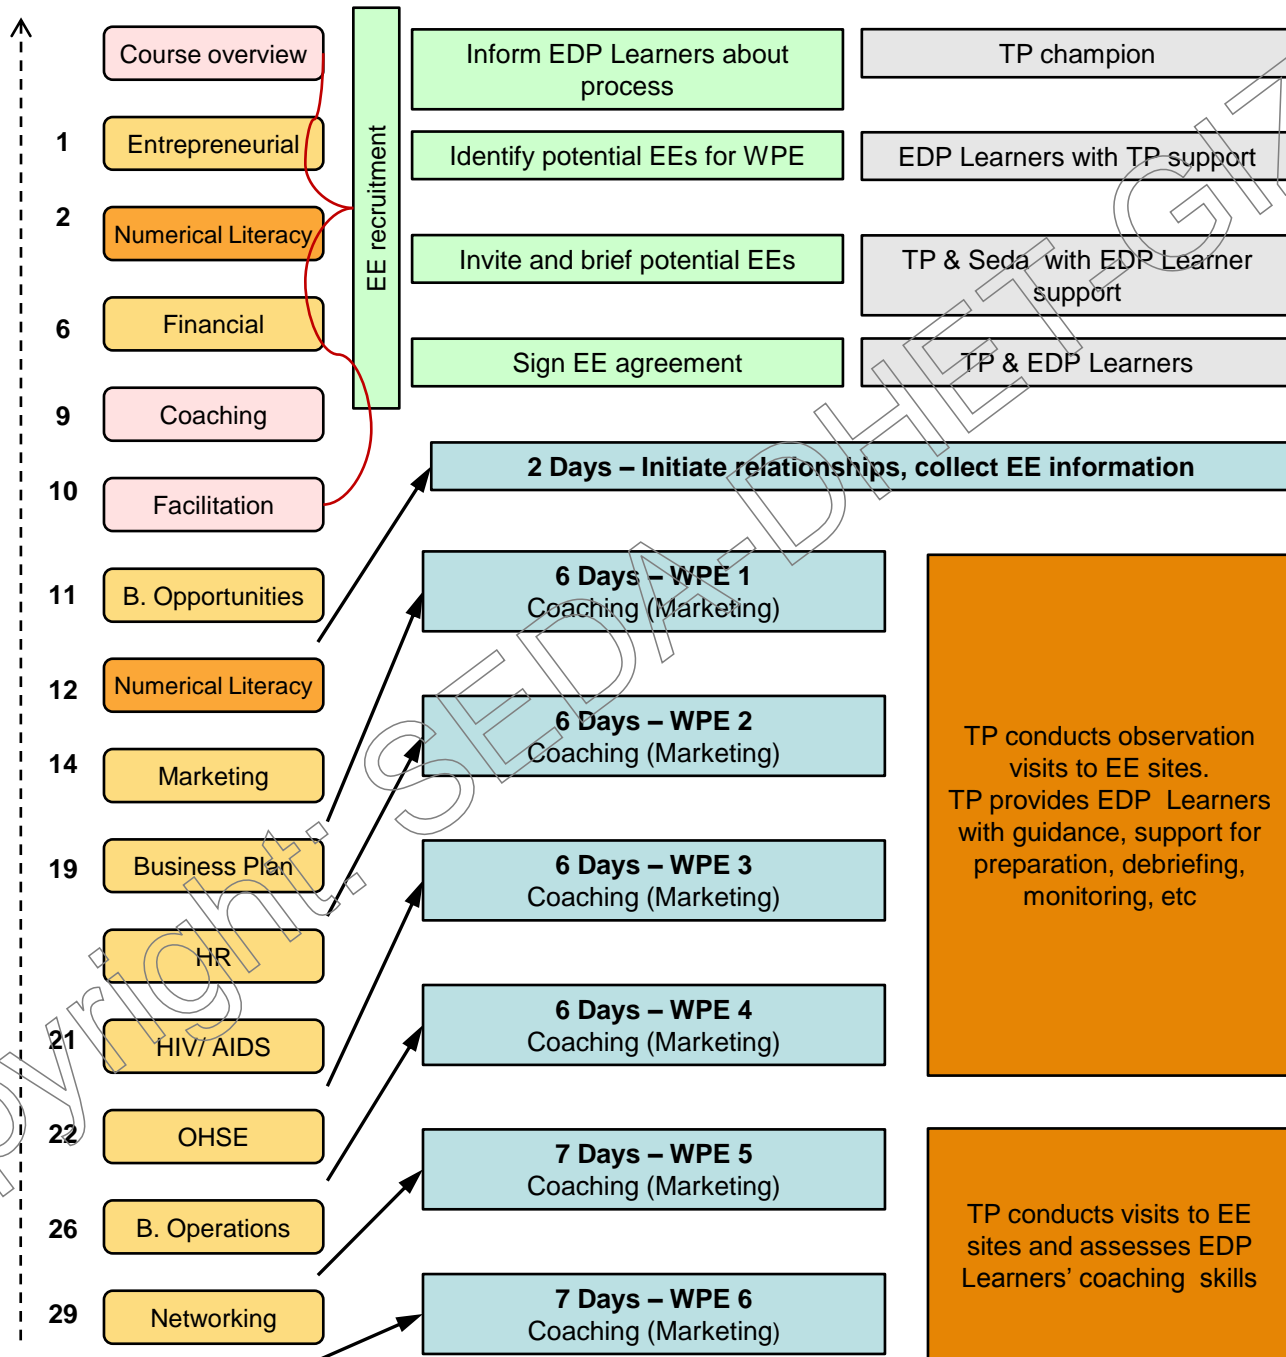 Course overview
1
Entrepreneurial
2
Numerical Literacy
6
Financial
9
Coaching
10
Facilitation
11
B. Opportunities
12
Numerical Literacy
14
Marketing
19
Business Plan
HR
21
HIV/ AIDS
22
OHSE
26
B. Operations
29
Networking
EE recruitment
Inform EDP Learners about
process
TP champion
Identify potential EEs for WPE
EDP Learners with TP support
Invite and brief potential EEs
TP & Seda with EDP Learner
support
Sign EE agreement
TP & EDP Learners
2 Days – Initiate relationships, collect EE information
6 Days – WPE 1
Coaching (Marketing)
6 Days – WPE 2
Coaching (Marketing)
6 Days – WPE 3
Coaching (Marketing)
6 Days – WPE 4
Coaching (Marketing)
7 Days – WPE 5
Coaching (Marketing)
7 Days – WPE 6
Coaching (Marketing)
TP conducts observation
visits to EE sites.
TP provides EDP Learners
with guidance, support for
preparation, debriefing,
monitoring, etc
TP conducts visits to EE
sites and assesses EDP
Learners’ coaching skills
pyright: SEDA-DHET-GIZ